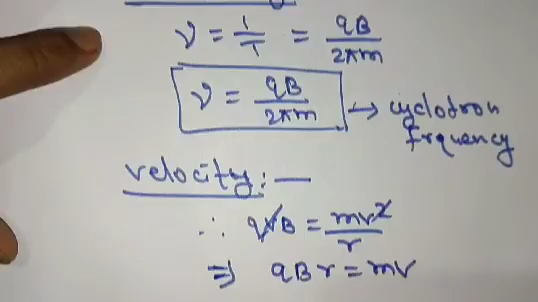 ν = 1/T = qB/2πm
ν = qB/2πm → cyclotron
frequency
velocity :—
∴ qvB = mv²/r
⇒ qBr = mv